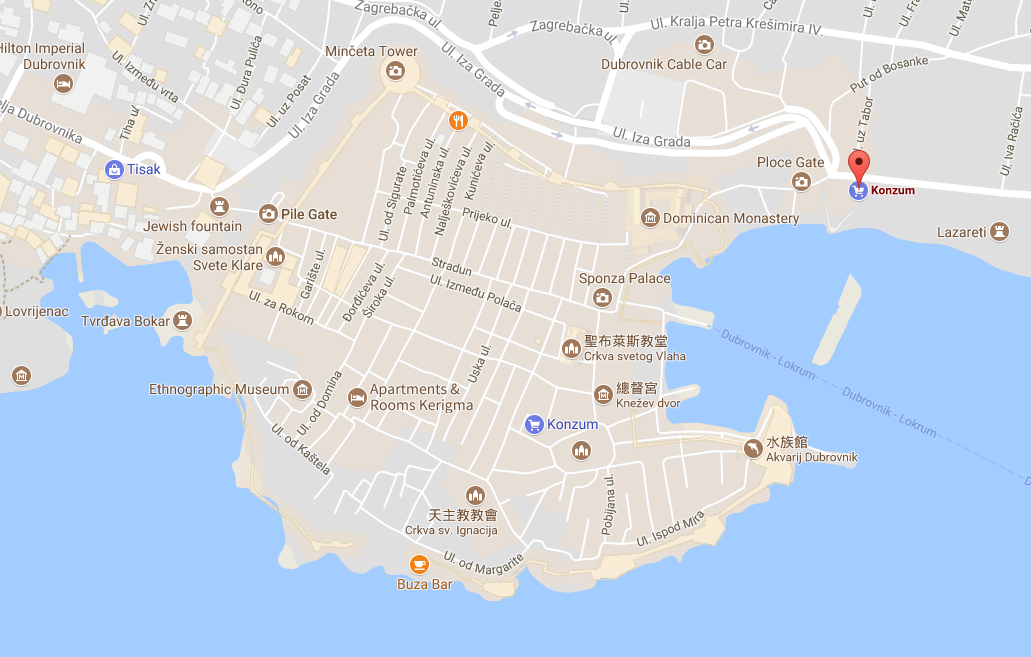 Zagrebačka ul.
Zagrebačka ul.
Ul. Kralja Petra Krešimira IV.
Hilton Imperial
Dubrovnik
Minčeta Tower
Dubrovnik Cable Car
Put od Bosanke
Ul. Između vrta
Ul. Đura Pulića
Ul. uz Posat
Ul. Iza Grada
Ul. Iza Grada
Ul. Iza Grada
Tiha ul.
Ul. Iva Račića
uz Tabor
Tisak
Ploce Gate
Konzum
Palmotićeva ul.
Antuninska ul.
Nalješkovićeva ul.
Kunićeva ul.
Ul. od Sigurate
Prijeko ul.
Pile Gate
Jewish fountain
Dominican Monastery
Lazareti
Ženski samostan
Svete Klare
Garište ul.
Đorđićeva ul.
Široka ul.
Stradun
Ul. Između Polača
Sponza Palace
Ul. za Rokom
Lovrijenac
Tvrđava Bokar
Uska ul.
聖布萊斯教堂
Crkva svetog Vlaha
Dubrovnik - Lokrum
Dubrovnik - Lokrum
Ethnographic Museum
Ul. od Domina
Apartments &
Rooms Kerigma
總督宮
Knežev dvor
Konzum
Ul. od Kaštela
水族館
Akvarij Dubrovnik
天主教教會
Crkva sv. Ignacija
Pobijana ul.
Ul. Ispod Mira
Ul. od Margarite
Buza Bar